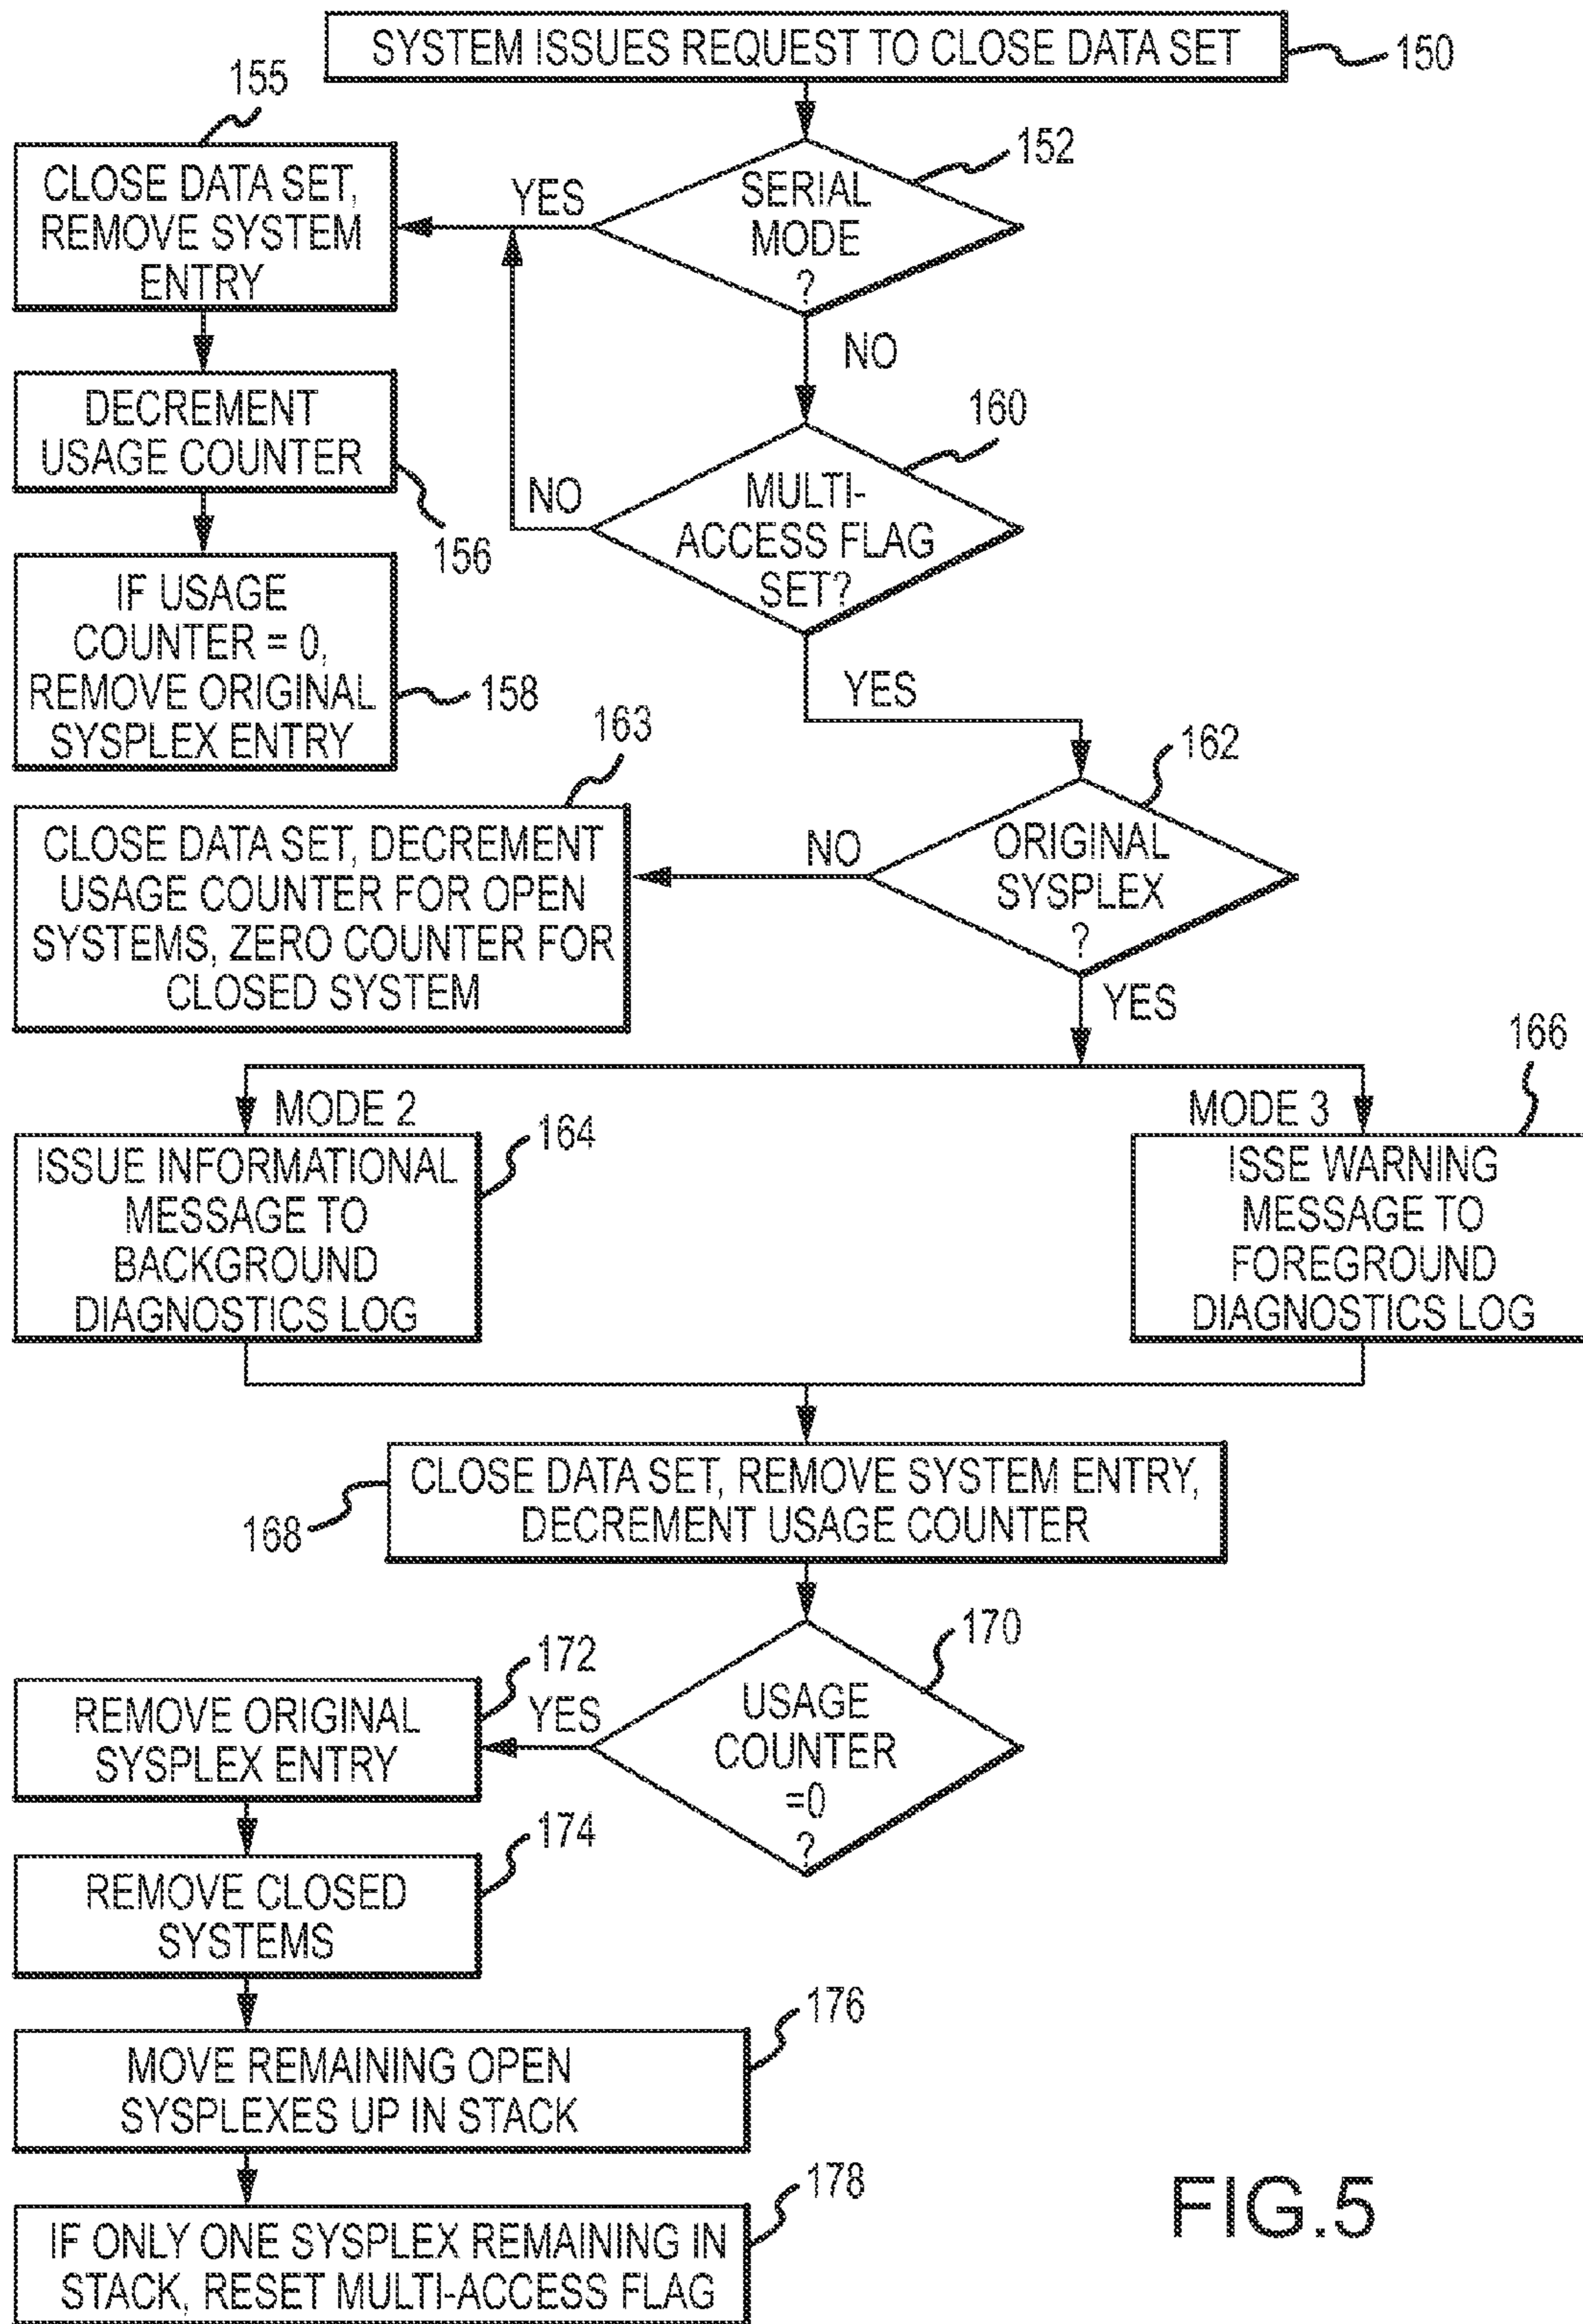 SYSTEM ISSUES REQUEST TO CLOSE DATA SET
150
155
152
CLOSE DATA SET,
REMOVE SYSTEM
ENTRY
YES
SERIAL
MODE
?
NO
DECREMENT
USAGE COUNTER
156
160
NO
MULTI-
ACCESS FLAG
SET?
IF USAGE
COUNTER = 0,
REMOVE ORIGINAL
SYSPLEX ENTRY
158
YES
163
162
CLOSE DATA SET, DECREMENT
USAGE COUNTER FOR OPEN
SYSTEMS, ZERO COUNTER FOR
CLOSED SYSTEM
NO
ORIGINAL
SYSPLEX
?
YES
166
MODE 2
164
MODE 3
ISSUE INFORMATIONAL
MESSAGE TO
BACKGROUND
DIAGNOSTICS LOG
ISSE WARNING
MESSAGE TO
FOREGROUND
DIAGNOSTICS LOG
CLOSE DATA SET, REMOVE SYSTEM ENTRY,
DECREMENT USAGE COUNTER
168
170
172
REMOVE ORIGINAL
SYSPLEX ENTRY
YES
USAGE
COUNTER
=0
?
174
REMOVE CLOSED
SYSTEMS
176
MOVE REMAINING OPEN
SYSPLEXES UP IN STACK
178
IF ONLY ONE SYSPLEX REMAINING IN
STACK, RESET MULTI-ACCESS FLAG
FIG.5